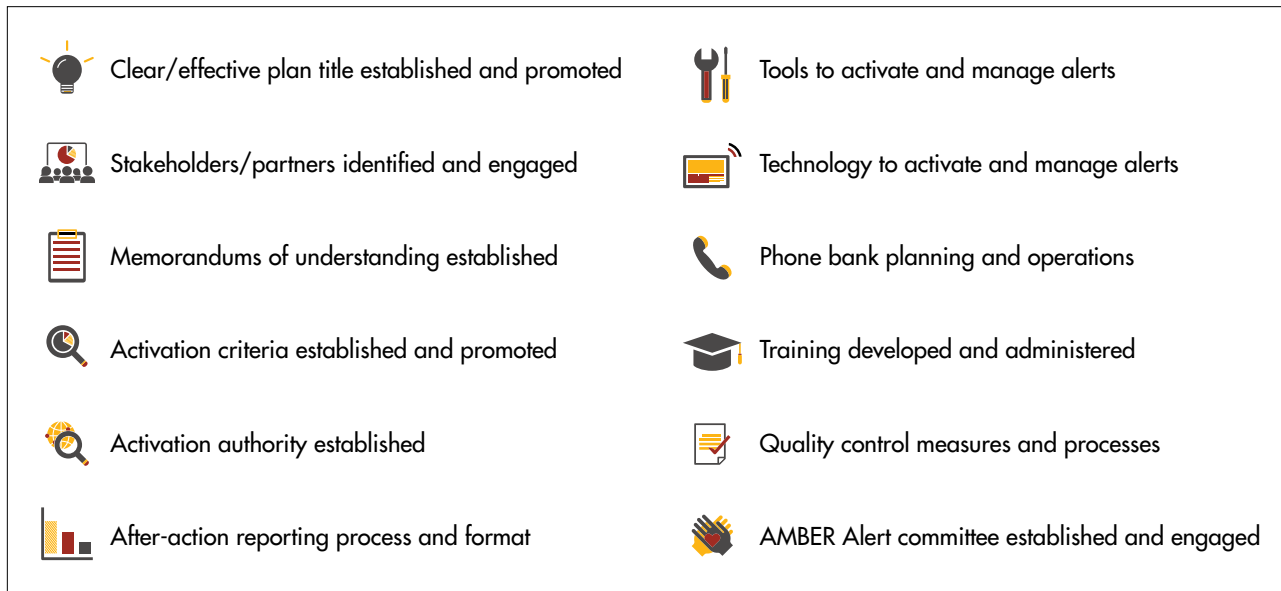 Clear/effective plan title established and promoted
Stakeholders/partners identified and engaged
Memorandums of understanding established
Activation criteria established and promoted
Activation authority established
After-action reporting process and format
Tools to activate and manage alerts
Technology to activate and manage alerts
Phone bank planning and operations
Training developed and administered
Quality control measures and processes
AMBER Alert committee established and engaged